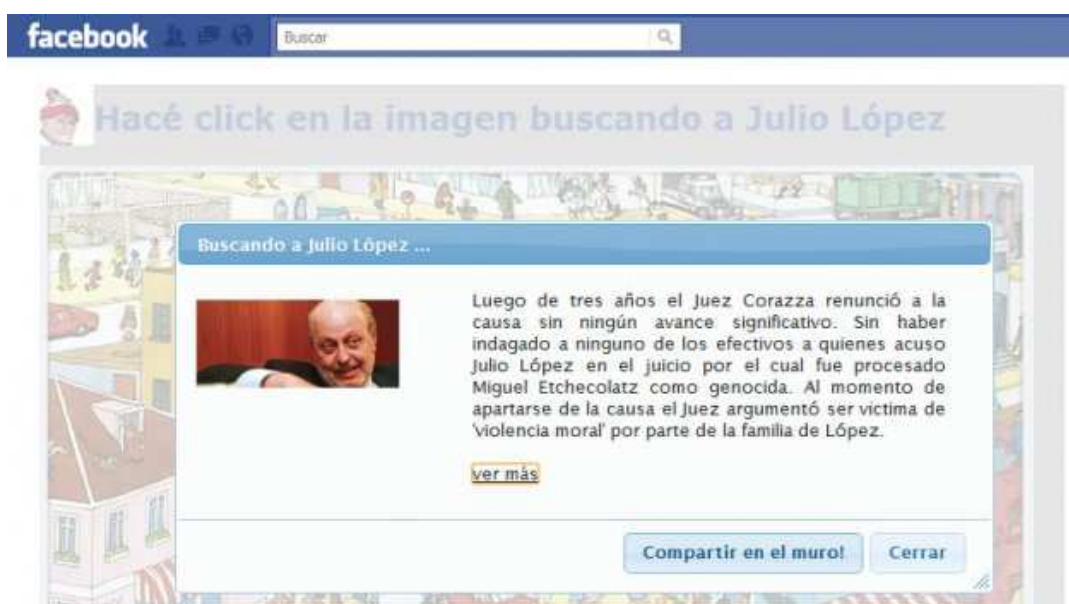 facebook
Buscar
Hacé click en la imagen buscando a Julio López
Buscando a Julio López ...
Luego de tres años el Juez Corazza renunció a la
causa sin ningún avance significativo. Sin haber
indagado a ninguno de los efectivos a quienes acuso
Julio López en el juicio por el cual fue procesado
Miguel Etchecolatz como genocida. Al momento de
apartarse de la causa el Juez argumentó ser victima de
'violencia moral' por parte de la familia de López.
ver más
Compartir en el muro!
Cerrar